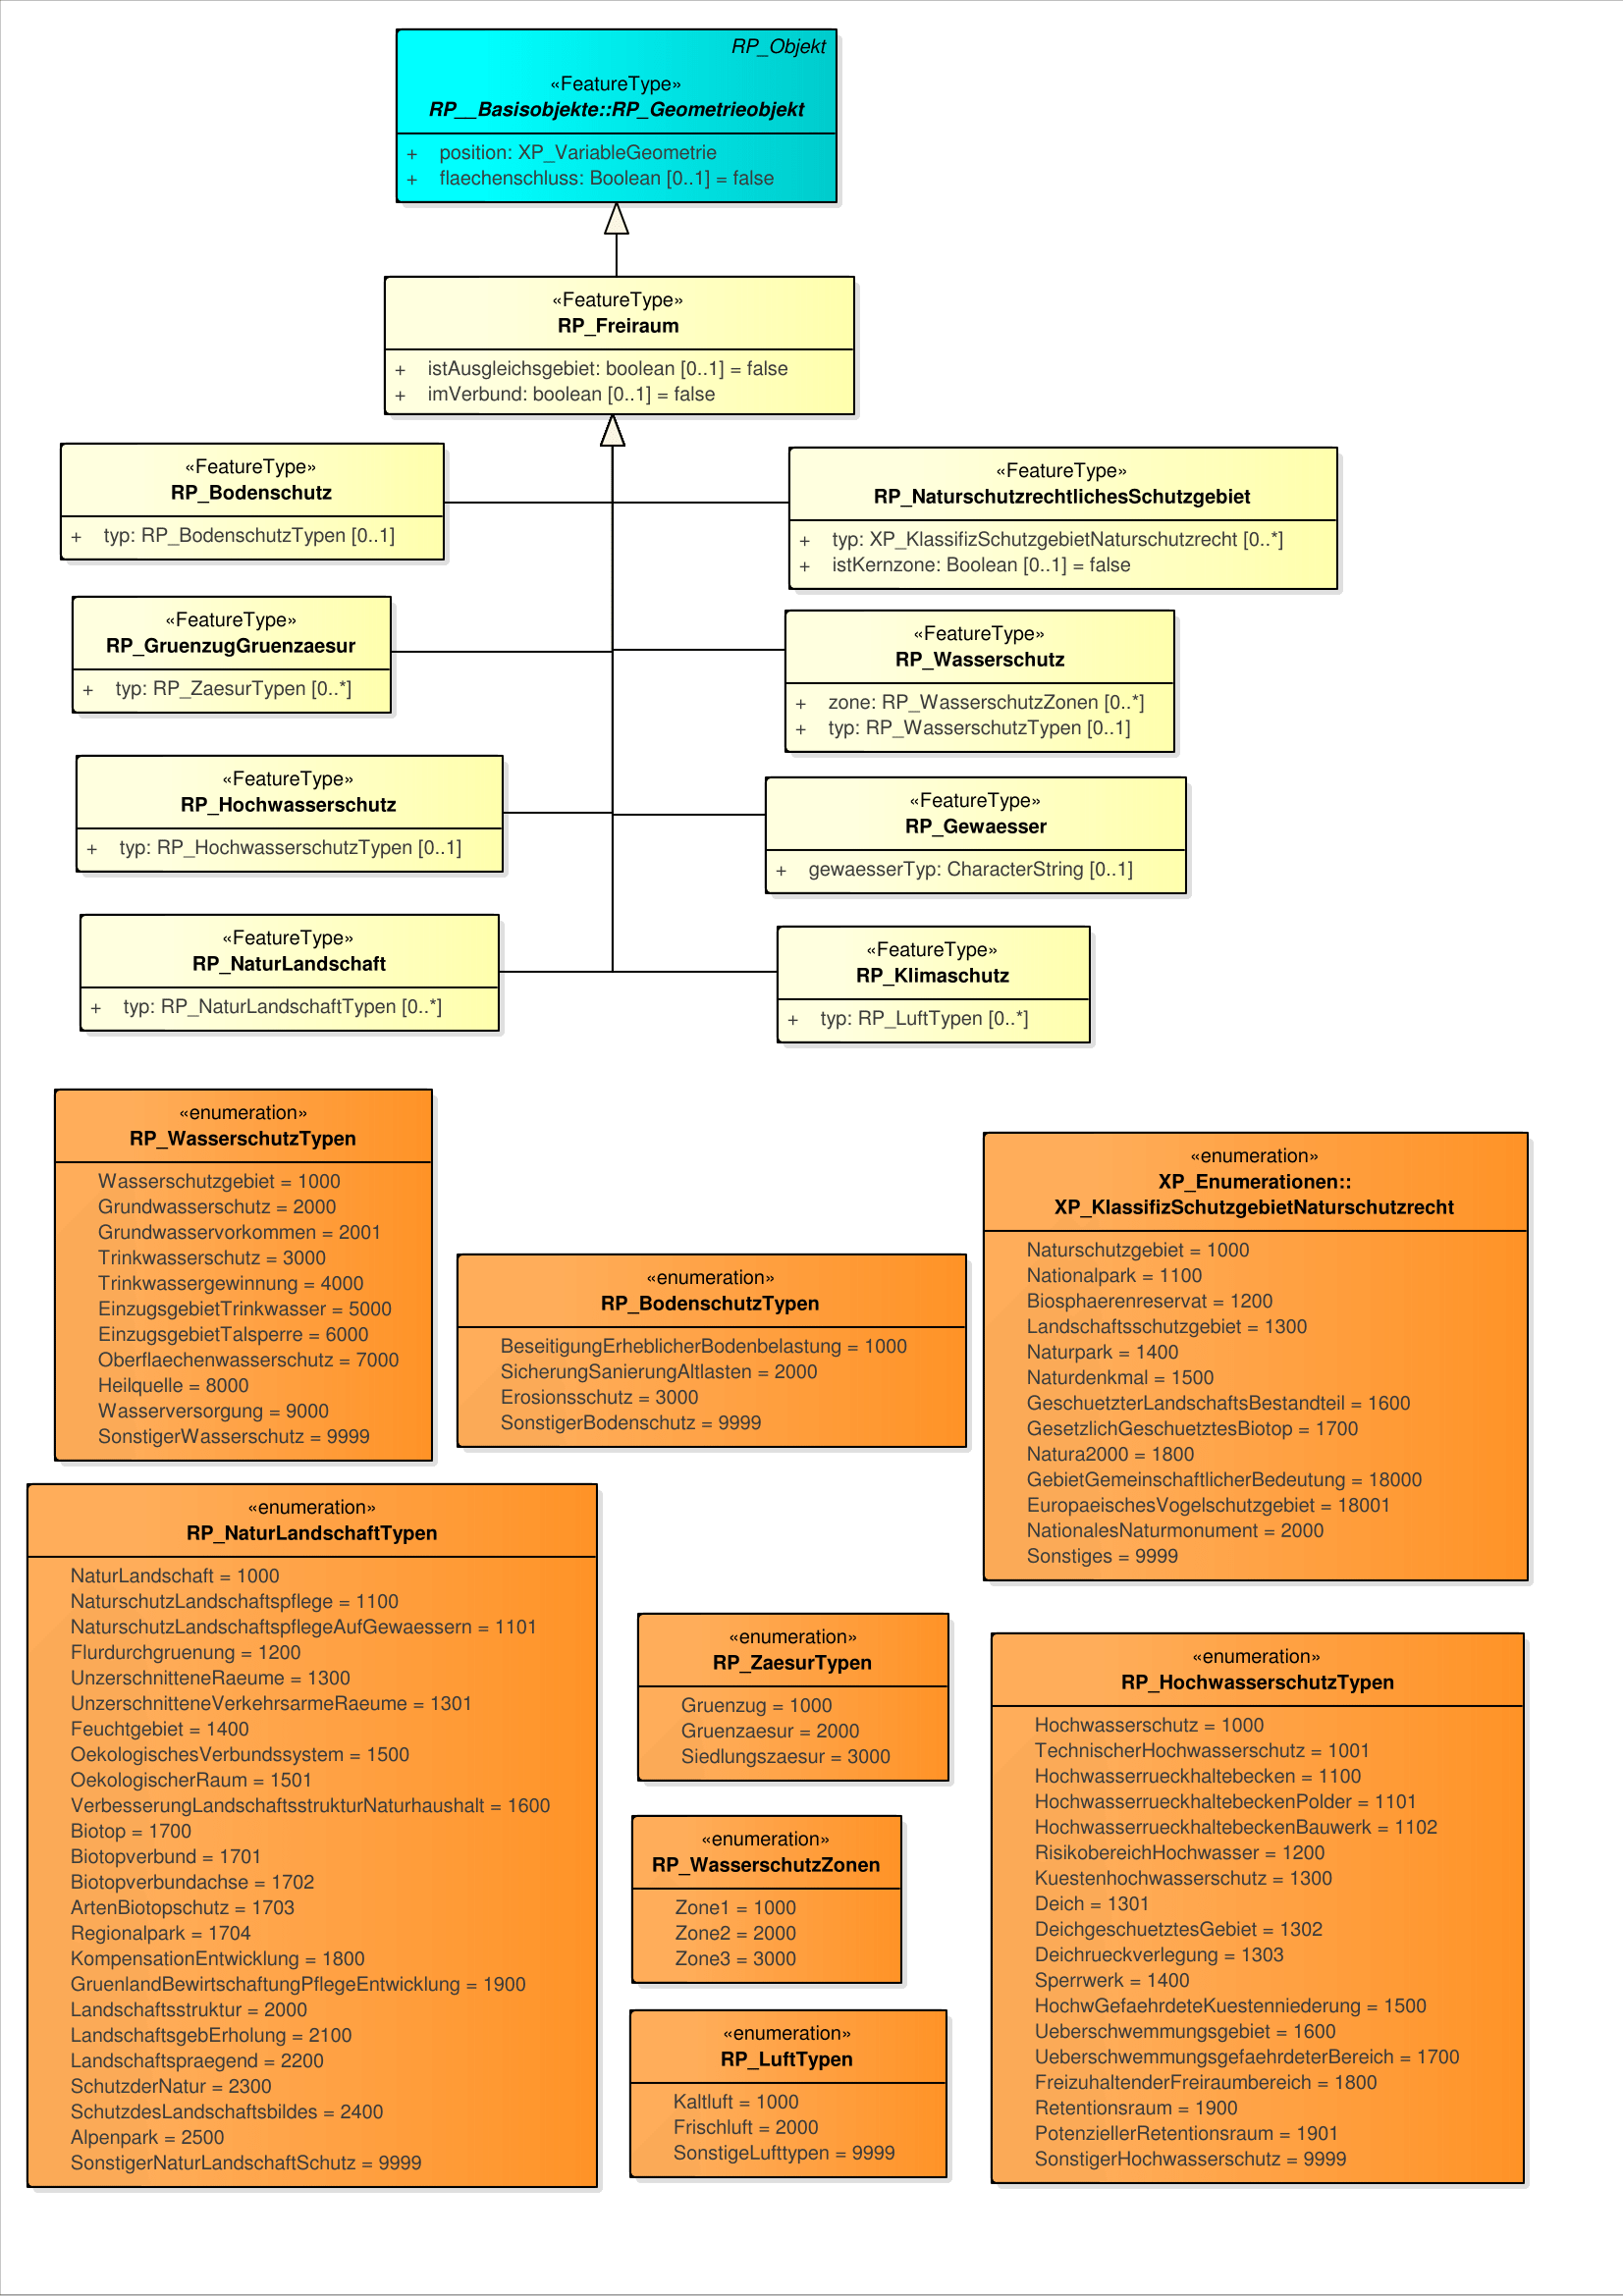 RP_Objekt
«FeatureType»
RP__Basisobjekte::RP_Geometrieobjekt
+ position: XP_VariableGeometrie
+ flaechenschluss: Boolean [0..1] = false
«FeatureType»
RP_Freiraum
+ istAusgleichsgebiet: boolean [0..1] = false
+ imVerbund: boolean [0..1] = false
«FeatureType»
RP_Bodenschutz
+ typ: RP_BodenschutzTypen [0..1]
«FeatureType»
RP_NaturschutzrechtlichesSchutzgebiet
+ typ: XP_KlassifizSchutzgebietNaturschutzrecht [0..*]
+ istKernzone: Boolean [0..1] = false
«FeatureType»
RP_GruenzugGruenzaesur
+ typ: RP_ZaesurTypen [0..*]
«FeatureType»
RP_Wasserschutz
+ zone: RP_WasserschutzZonen [0..*]
+ typ: RP_WasserschutzTypen [0..1]
«FeatureType»
RP_Hochwasserschutz
+ typ: RP_HochwasserschutzTypen [0..1]
«FeatureType»
RP_Gewaesser
+ gewaesserTyp: CharacterString [0..1]
«FeatureType»
RP_NaturLandschaft
+ typ: RP_NaturLandschaftTypen [0..*]
«FeatureType»
RP_Klimaschutz
+ typ: RP_LuftTypen [0..*]
«enumeration»
RP_WasserschutzTypen
Wasserschutzgebiet = 1000
Grundwasserschutz = 2000
Grundwasservorkommen = 2001
Trinkwasserschutz = 3000
Trinkwassergewinnung = 4000
EinzugsgebietTrinkwasser = 5000
EinzugsgebietTalsperre = 6000
Oberflaechenwasserschutz = 7000
Heilquelle = 8000
Wasserversorgung = 9000
SonstigerWasserschutz = 9999
«enumeration»
RP_BodenschutzTypen
BeseitigungErheblicherBodenbelastung = 1000
SicherungSanierungAltlasten = 2000
Erosionsschutz = 3000
SonstigerBodenschutz = 9999
«enumeration»
XP_Enumerationen::
XP_KlassifizSchutzgebietNaturschutzrecht
Naturschutzgebiet = 1000
Nationalpark = 1100
Biosphaerenreservat = 1200
Landschaftsschutzgebiet = 1300
Naturpark = 1400
Naturdenkmal = 1500
GeschuetzterLandschaftsBestandteil = 1600
GesetzlichGeschuetztesBiotop = 1700
Natura2000 = 1800
GebietGemeinschaftlicherBedeutung = 18000
EuropaeischesVogelschutzgebiet = 18001
NationalesNaturmonument = 2000
Sonstiges = 9999
«enumeration»
RP_NaturLandschaftTypen
NaturLandschaft = 1000
NaturschutzLandschaftspflege = 1100
NaturschutzLandschaftspflegeAufGewaessern = 1101
Flurdurchgruenung = 1200
UnzerschnitteneRaeume = 1300
UnzerschnitteneVerkehrsarmeRaeume = 1301
Feuchtgebiet = 1400
OekologischesVerbundssystem = 1500
OekologischerRaum = 1501
VerbesserungLandschaftsstrukturNaturhaushalt = 1600
Biotop = 1700
Biotopverbund = 1701
Biotopverbundachse = 1702
ArtenBiotopschutz = 1703
Regionalpark = 1704
KompensationEntwicklung = 1800
GruenlandBewirtschaftungPflegeEntwicklung = 1900
Landschaftsstruktur = 2000
LandschaftsgebErholung = 2100
Landschaftspraegend = 2200
SchutzderNatur = 2300
SchutzdesLandschaftsbildes = 2400
Alpenpark = 2500
SonstigerNaturLandschaftSchutz = 9999
«enumeration»
RP_ZaesurTypen
Gruenzug = 1000
Gruenzaesur = 2000
Siedlungszaesur = 3000
«enumeration»
RP_WasserschutzZonen
Zone1 = 1000
Zone2 = 2000
Zone3 = 3000
«enumeration»
RP_LuftTypen
Kaltluft = 1000
Frischluft = 2000
SonstigeLufttypen = 9999
«enumeration»
RP_HochwasserschutzTypen
Hochwasserschutz = 1000
TechnischerHochwasserschutz = 1001
Hochwasserrueckhaltebecken = 1100
HochwasserrueckhaltebeckenPolder = 1101
HochwasserrueckhaltebeckenBauwerk = 1102
RisikobereichHochwasser = 1200
Kuestenhochwasserschutz = 1300
Deich = 1301
DeichgeschuetztesGebiet = 1302
Deichrueckverlegung = 1303
Sperrwerk = 1400
HochwGefaehrdeteKuestenniederung = 1500
Ueberschwemmungsgebiet = 1600
UeberschwemmungsgefaehrdeterBereich = 1700
FreizuhaltenderFreiraumbereich = 1800
Retentionsraum = 1900
PotenziellerRetentionsraum = 1901
SonstigerHochwasserschutz = 9999